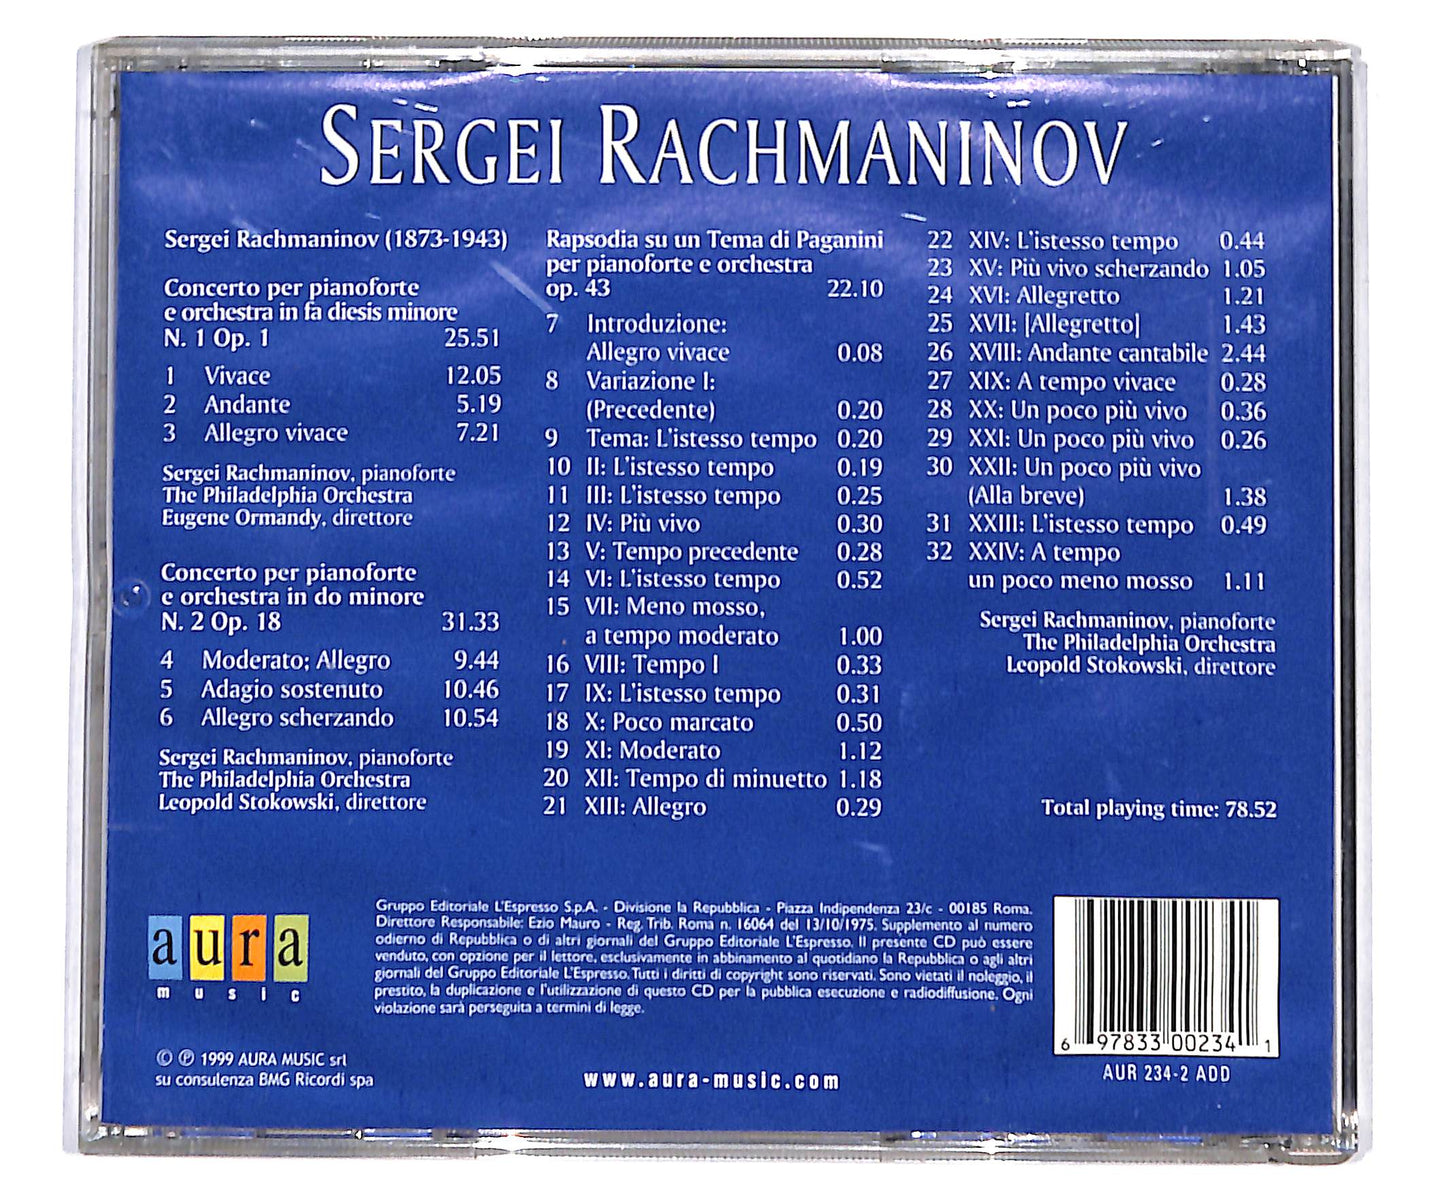 SERGEI RACHMANINOV
Sergei Rachmaninov (1873-1943)
Concerto per pianoforte
e orchestra in fa diesis minore
N. 1 Op. 1 25.51
1 Vivace 12.05
2 Andante 5.19
3 Allegro vivace 7.21
Sergei Rachmaninov, pianoforte
The Philadelphia Orchestra
Eugene Ormandy, direttore
Concerto per pianoforte
e orchestra in do minore
N. 2 Op. 18 31.33
4 Moderato; Allegro 9.44
5 Adagio sostenuto 10.46
6 Allegro scherzando 10.54
Sergei Rachmaninov, pianoforte
The Philadelphia Orchestra
Leopold Stokowski, direttore
Rapsodia su un Tema di Paganini
per pianoforte e orchestra
op. 43 22.10
7 Introduzione:
Allegro vivace 0.08
8 Variazione I:
(Precedente) 0.20
9 Tema: L'istesso tempo 0.20
10 II: L'istesso tempo 0.19
11 III: L'istesso tempo 0.25
12 IV: Più vivo 0.30
13 V: Tempo precedente 0.28
14 VI: L'istesso tempo 0.52
15 VII: Meno mosso,
a tempo moderato 1.00
16 VIII: Tempo I 0.33
17 IX: L'istesso tempo 0.31
18 X: Poco marcato 0.50
19 XI: Moderato 1.12
20 XII: Tempo di minuetto 1.18
21 XIII: Allegro 0.29
22 XIV: L'istesso tempo 0.44
23 XV: Più vivo scherzando 1.05
24 XVI: Allegretto 1.21
25 XVII: [Allegretto] 1.43
26 XVIII: Andante cantabile 2.44
27 XIX: A tempo vivace 0.28
28 XX: Un poco più vivo 0.36
29 XXI: Un poco più vivo 0.26
30 XXII: Un poco più vivo
(Alla breve) 1.38
31 XXIII: L'istesso tempo 0.49
32 XXIV: A tempo
un poco meno mosso 1.11
Sergei Rachmaninov, pianoforte
The Philadelphia Orchestra
Leopold Stokowski, direttore
Total playing time: 78.52
aura
music
Gruppo Editoriale L'Espresso S.p.A. - Divisione la Repubblica - Piazza Indipendenza 23/c - 00185 Roma.
Direttore Responsabile: Ezio Mauro - Reg. Trib. Roma n. 16064 del 13/10/1975. Supplemento al numero
odierno di Repubblica o di altri giornali del Gruppo Editoriale L'Espresso. Il presente CD può essere
venduto, con opzione per il lettore, esclusivamente in abbinamento al quotidiano la Repubblica o agli altri
giornali del Gruppo Editoriale L'Espresso. Tutti i diritti di copyright sono riservati. Sono vietati il noleggio, il
prestito, la duplicazione e l'utilizzazione di questo CD per la pubblica esecuzione e radiodiffusione. Ogni
violazione sarà perseguita a termini di legge.
© ℗ 1999 AURA MUSIC srl
su consulenza BMG Ricordi spa
www.aura-music.com
6 97833 00234 1
AUR 234-2 ADD